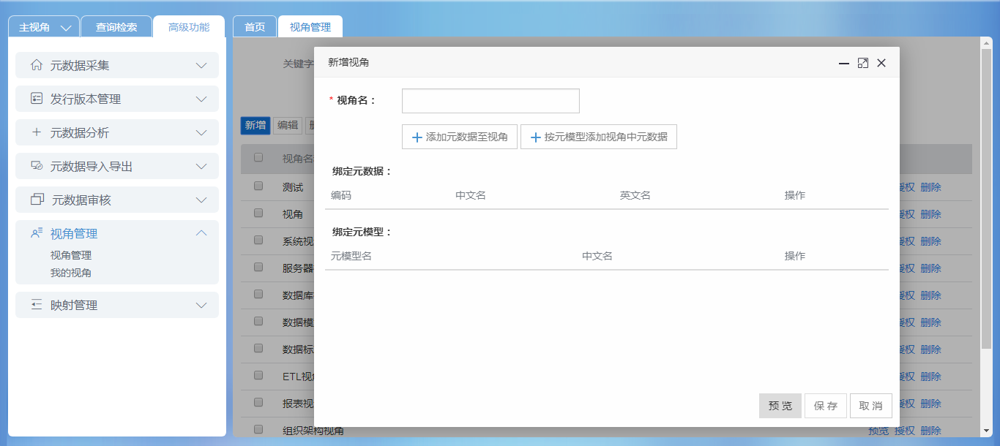 主视角
查询检索
高级功能
首页
视角管理
元数据采集
发行版本管理
元数据分析
元数据导入导出
元数据审核
视角管理
视角管理
我的视角
映射管理
关键字
新增 编辑
视角名
测试 授权 删除
视角 授权 删除
系统视 授权 删除
服务器 授权 删除
数据库 授权 删除
数据模 授权 删除
数据标 授权 删除
ETL视角 授权 删除
报表视 授权 删除
组织架构视角 预览 授权 删除
新增视角
* 视角名：
添加元数据至视角 按元模型添加视角中元数据
绑定元数据：
编码 中文名 英文名 操作
绑定元模型：
元模型名 中文名 操作
预览 保存 取消